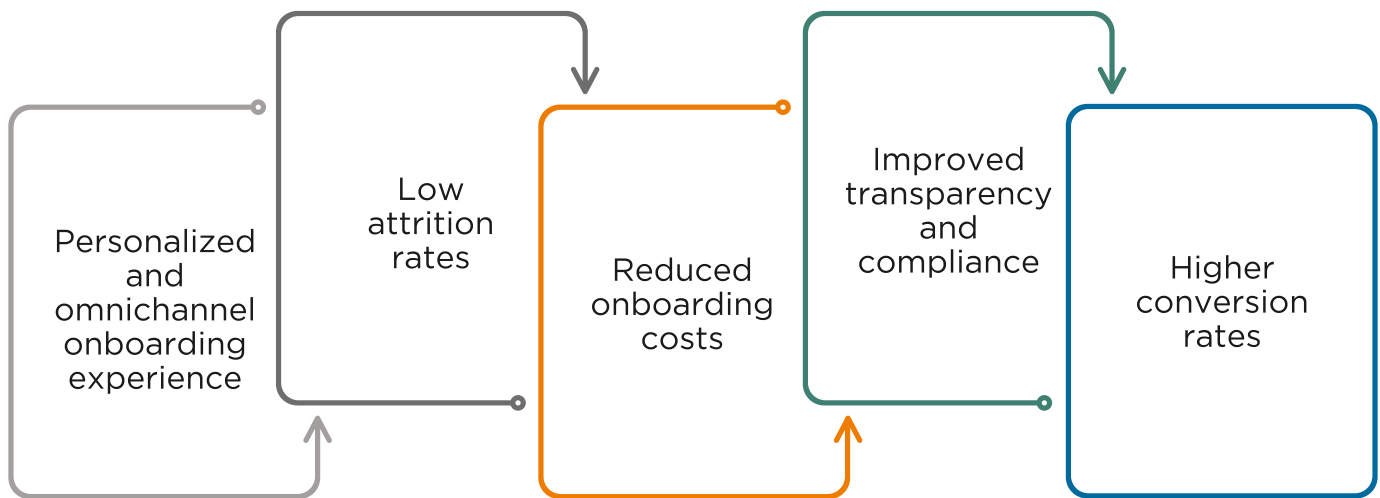 Personalized
and
omnichannel
onboarding
experience
Low
attrition
rates
Reduced
onboarding
costs
Improved
transparency
and
compliance
Higher
conversion
rates